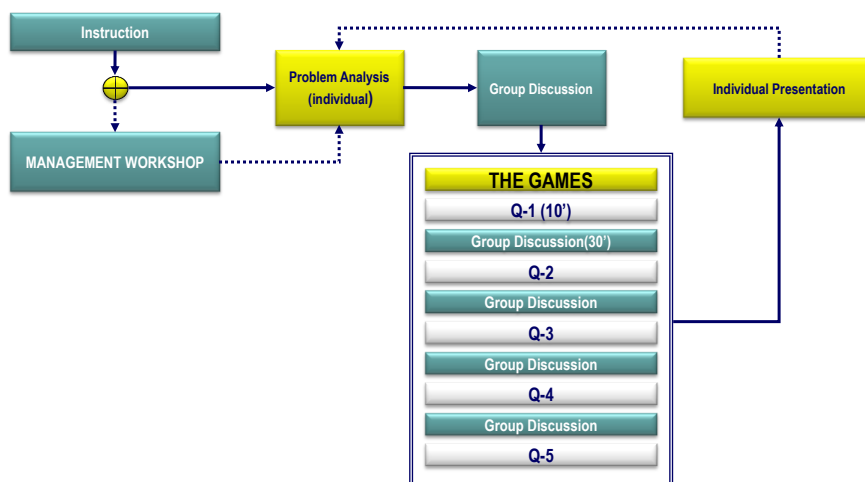 Instruction
Problem Analysis
(individual)
Group Discussion
Individual Presentation
MANAGEMENT WORKSHOP
THE GAMES
Q-1 (10’)
Group Discussion(30’)
Q-2
Group Discussion
Q-3
Group Discussion
Q-4
Group Discussion
Q-5